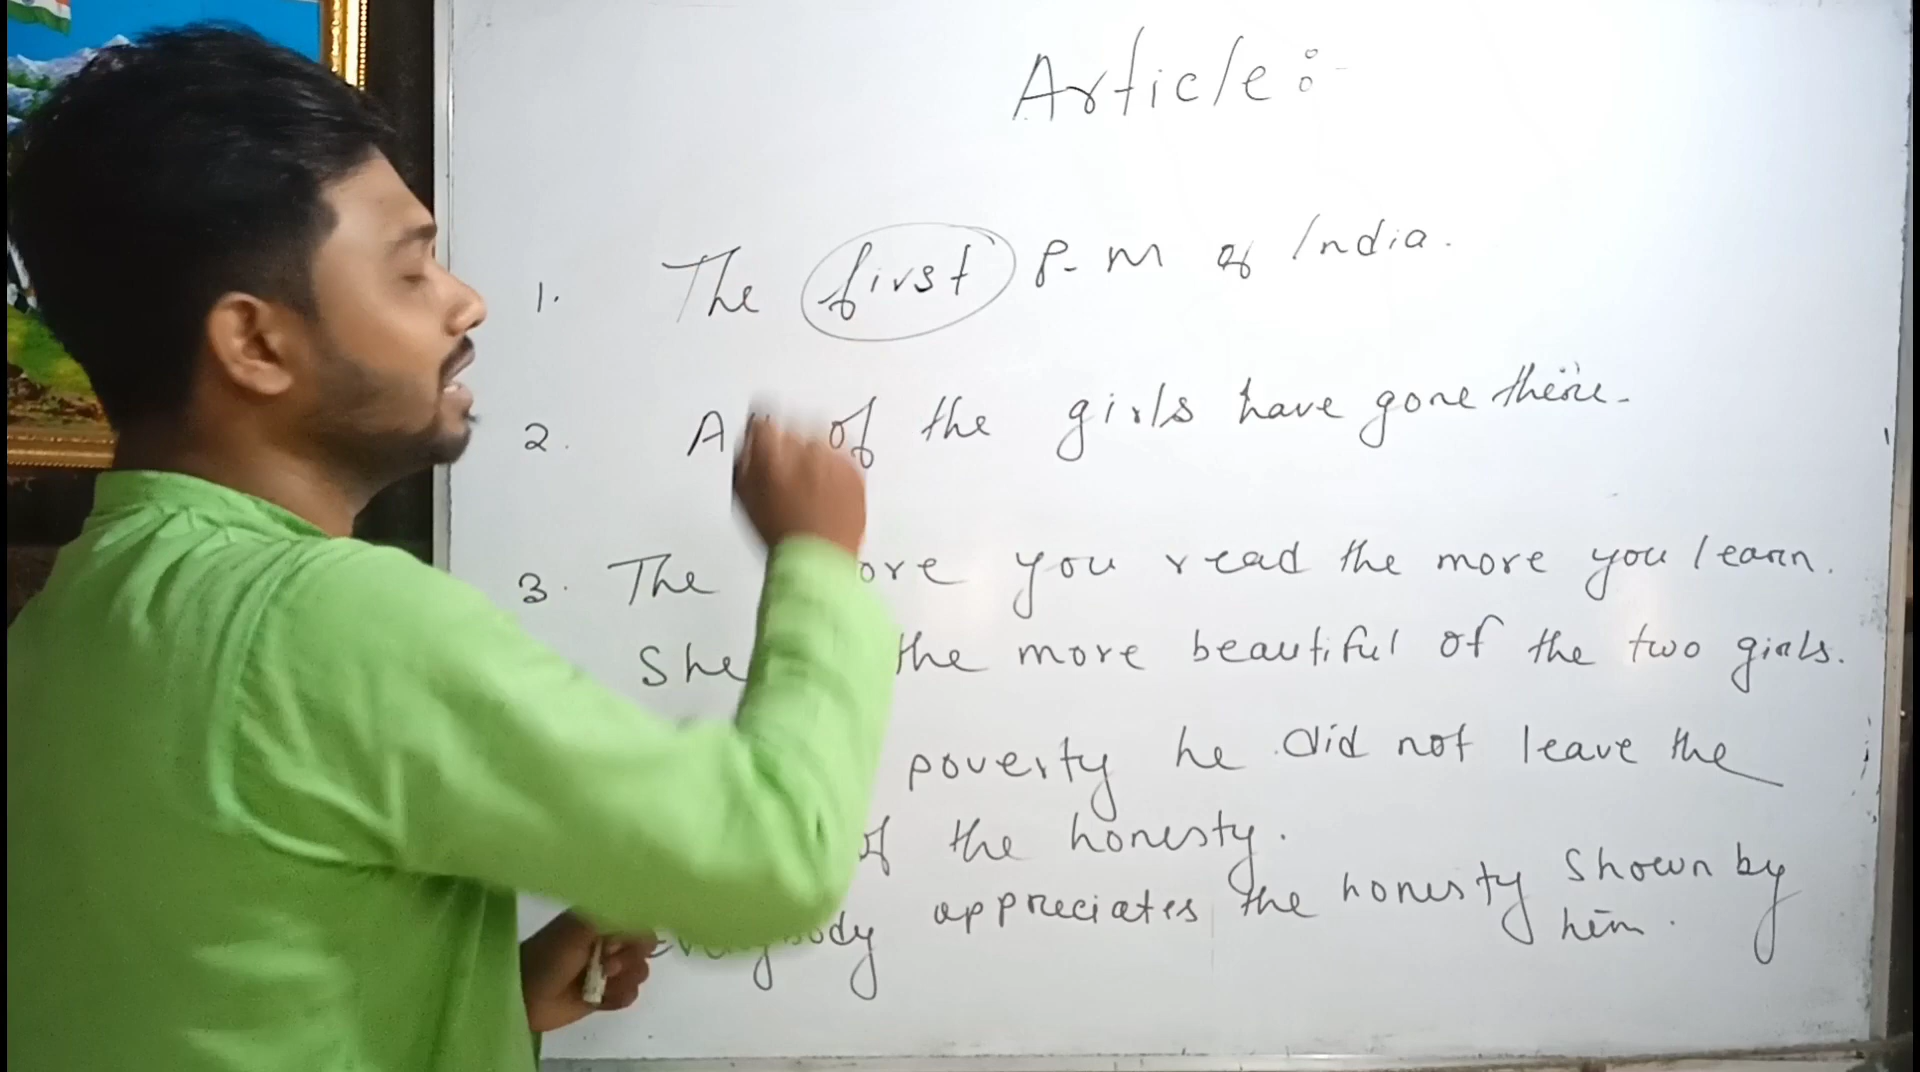 Article:
1. The first P.M of India.
2. All of the girls have gone there.
3. The more you read the more you learn.
She the more beautiful of the two girls.
poverty he did not leave the
of the honesty.
everybody appreciates the honesty shown by
him.